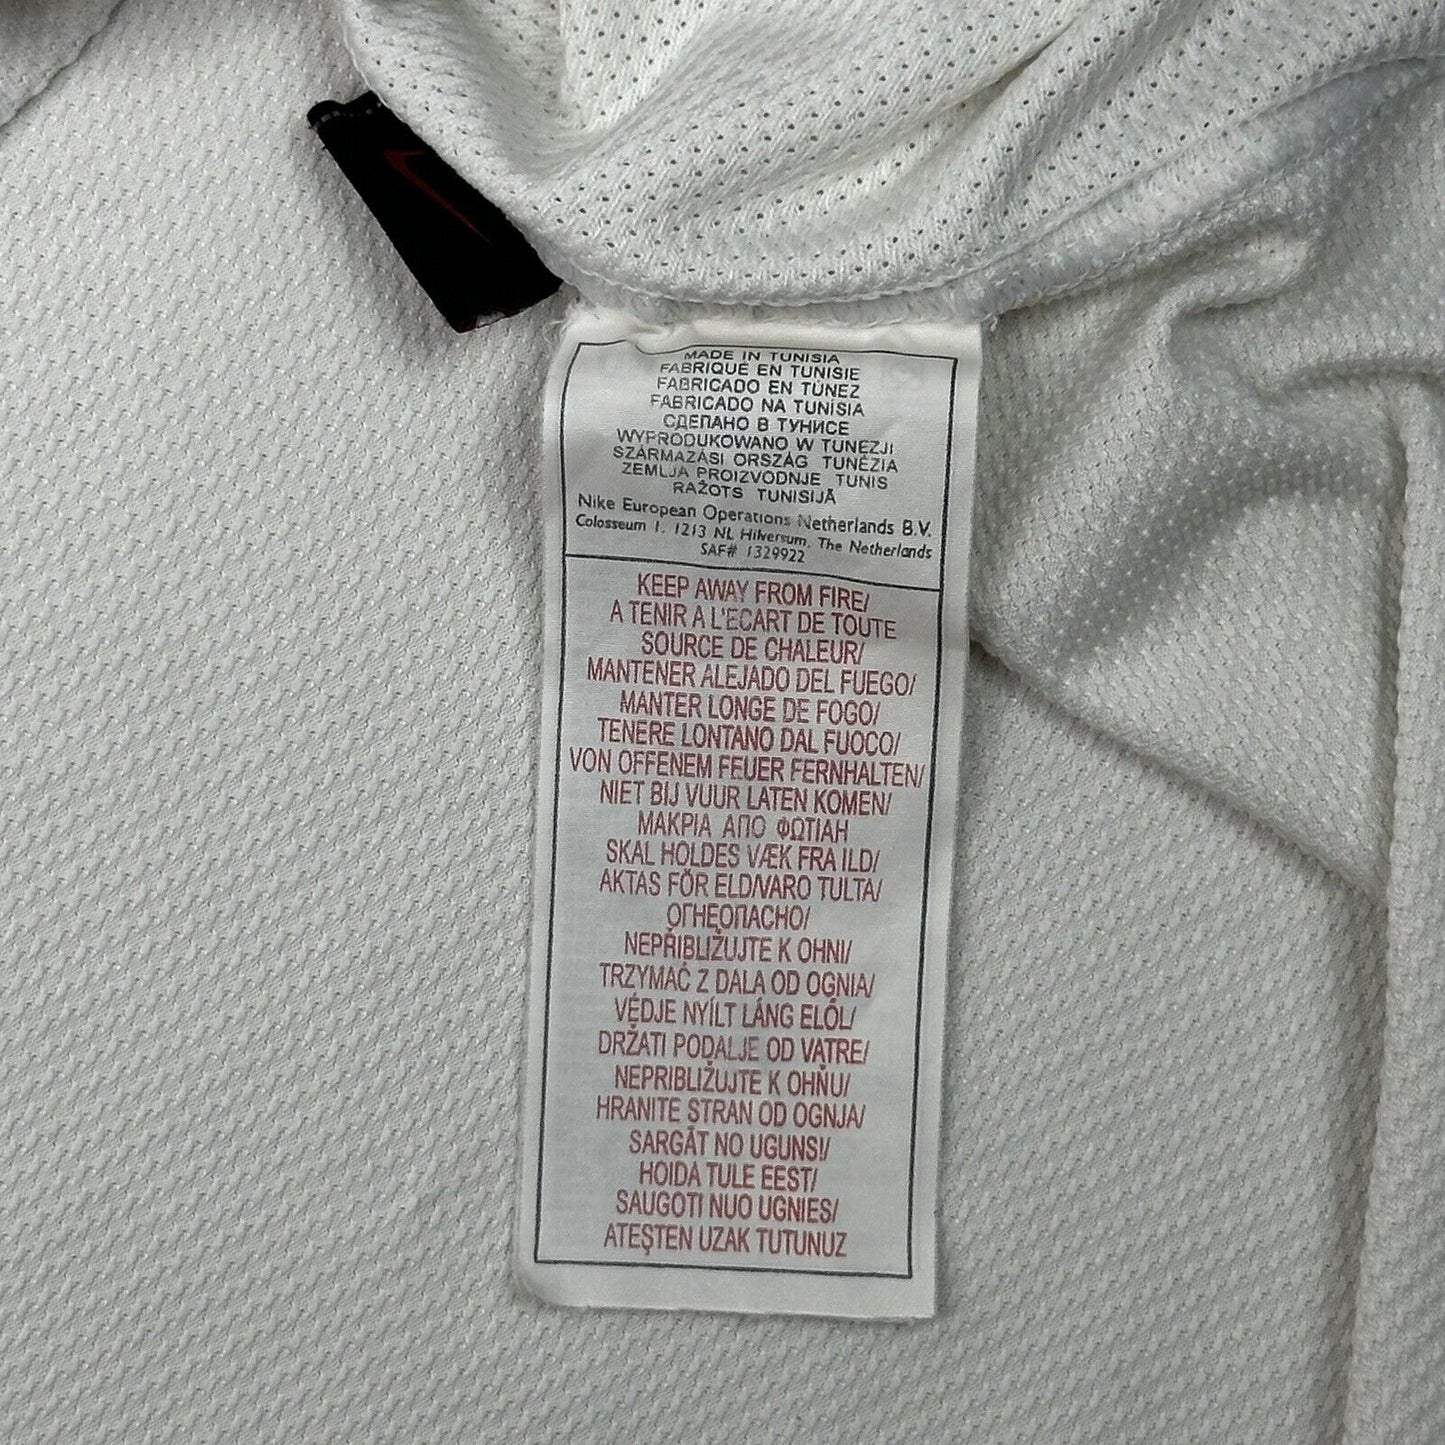 MADE IN TUNISIA
FABRIQUÉ EN TUNISIE
FABRICADO EN TÚNEZ
FABRICADO NA TUNÍSIA
СДЕПАНО В ТУНИСЕ
WYPRODUKOWANO W TUNEZJI
SZÁRMAZÁSI ORSZÁG TUNÉZIA
ZEMLJA PROIZVODNJE TUNIS
RAŽOTS TUNISIJĀ
Nike European Operations Netherlands B.V.
Colosseum 1, 1213 NL Hilversum, The Netherlands
SAF# 1329922
KEEP AWAY FROM FIRE/
A TENIR A L'ECART DE TOUTE
SOURCE DE CHALEUR/
MANTENER ALEJADO DEL FUEGO/
MANTER LONGE DE FOGO/
TENERE LONTANO DAL FUOCO/
VON OFFENEM FEUER FERNHALTEN/
NIET BIJ VUUR LATEN KOMEN/
ΜΑΚΡΙΑ ΑΠΟ ΦΩΤΙΑΗ
SKAL HOLDES VÆK FRA ILD/
AKTAS FÖR ELD/VARO TULTA/
ОГНЕОПАСНО/
NEPŘIBLIŽUJTE K OHNI/
TRZYMAĆ Z DALA OD OGNIA/
VÉDJE NYÍLT LÁNG ELŐL/
DRŽATI PODALJE OD VATRE/
NEPRIBLIŽUJTE K OHŇU/
HRANITE STRAN OD OGNJA/
SARGĀT NO UGUNS!/
HOIDA TULE EEST/
SAUGOTI NUO UGNIES/
ATEŞTEN UZAK TUTUNUZ